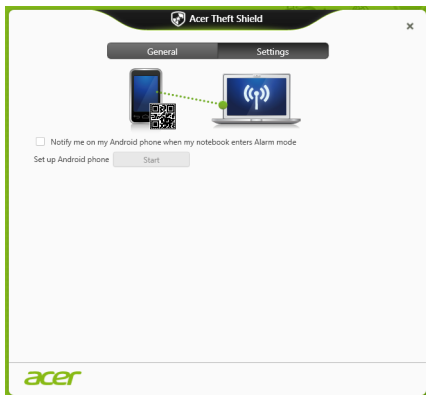 Acer Theft Shield
General
Settings
Notify me on my Android phone when my notebook enters Alarm mode
Set up Android phone
Start
acer